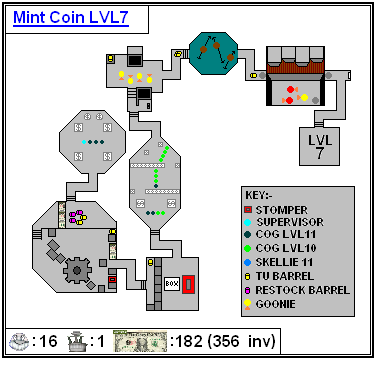 Mint Coin LVL7
LVL
7
BOX
KEY:-
STOMPER
SUPERVISOR
COG LVL11
COG LVL10
SKELLIE 11
TU BARREL
RESTOCK BARREL
GOONIE
:16
:1
:182 (356 inv)